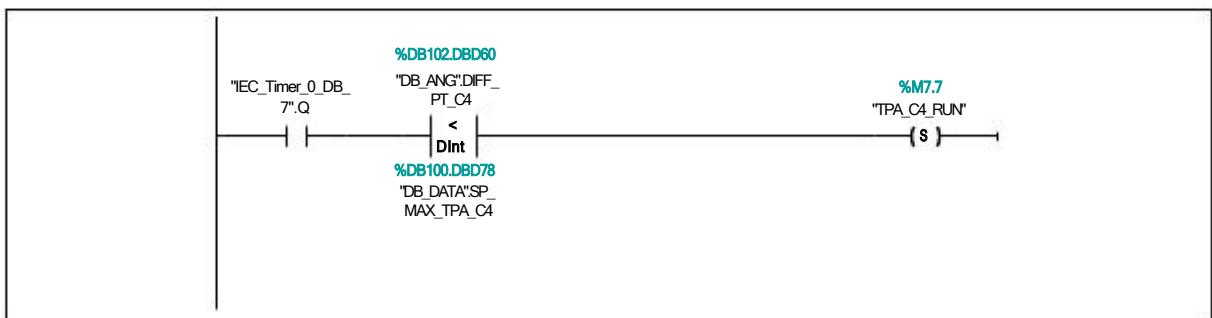 %DB102.DBD60
"DB_ANG".DIFF_
PT_C4
"IEC_Timer_0_DB_
7".Q
<
DInt
%DB100.DBD78
"DB_DATA".SP_
MAX_TPA_C4
%M7.7
"TPA_C4_RUN"
S